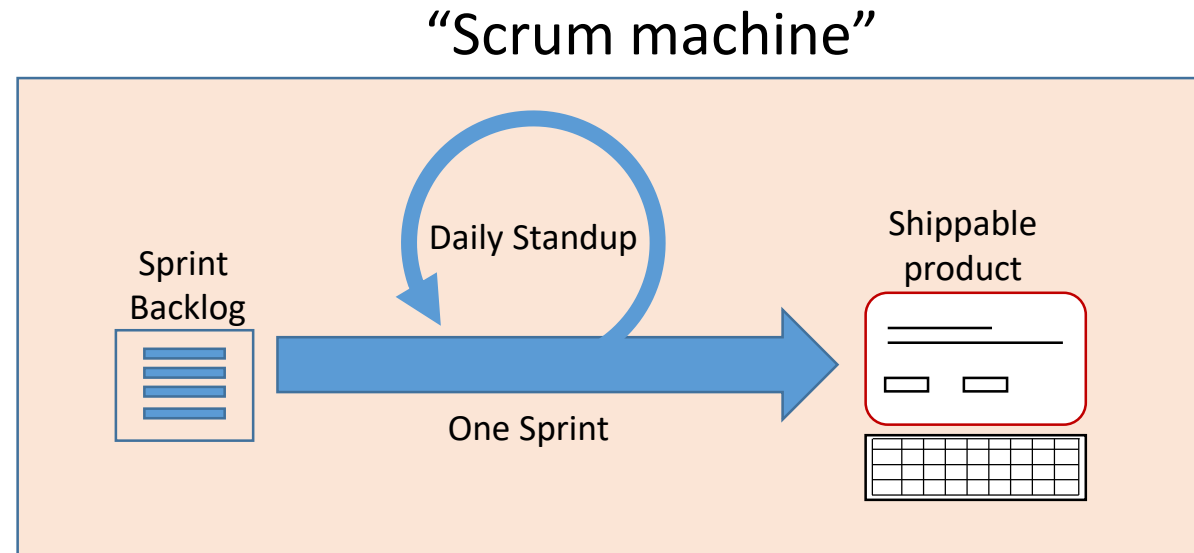 “Scrum machine”
Daily Standup
Sprint
Backlog
One Sprint
Shippable
product